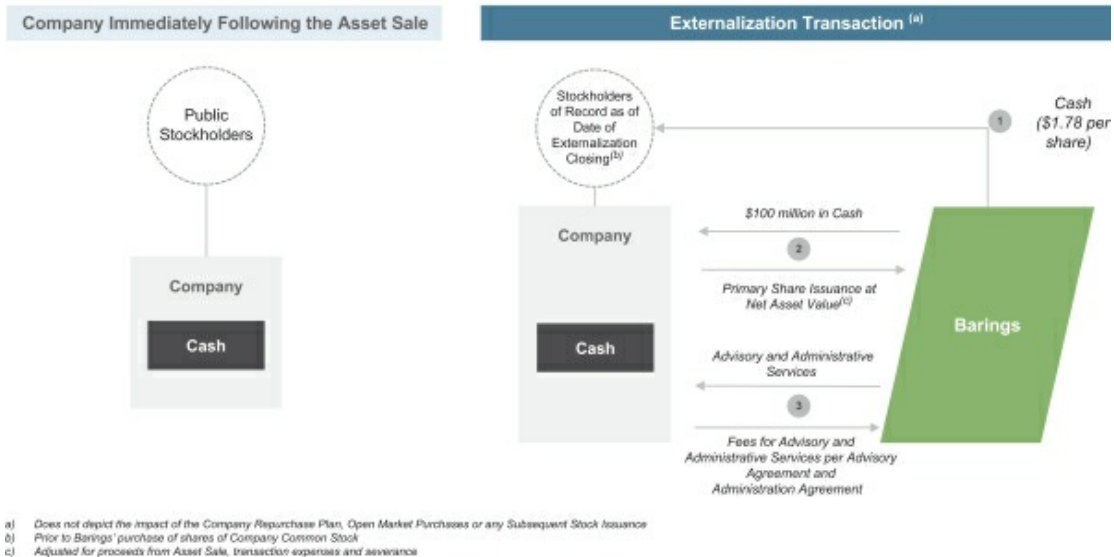 Company Immediately Following the Asset Sale
Externalization Transaction (a)
Public
Stockholders
Company
Cash
Stockholders
of Record as of
Date of
Externalization
Closing(b)
1
Cash
($1.78 per
share)
Company
Cash
$100 million in Cash
2
Primary Share Issuance at
Net Asset Value(c)
Advisory and Administrative
Services
3
Fees for Advisory and
Administrative Services per Advisory
Agreement and
Administration Agreement
Barings
a) Does not depict the impact of the Company Repurchase Plan, Open Market Purchases or any Subsequent Stock Issuance
b) Prior to Barings' purchase of shares of Company Common Stock
c) Adjusted for proceeds from Asset Sale, transaction expenses and severance